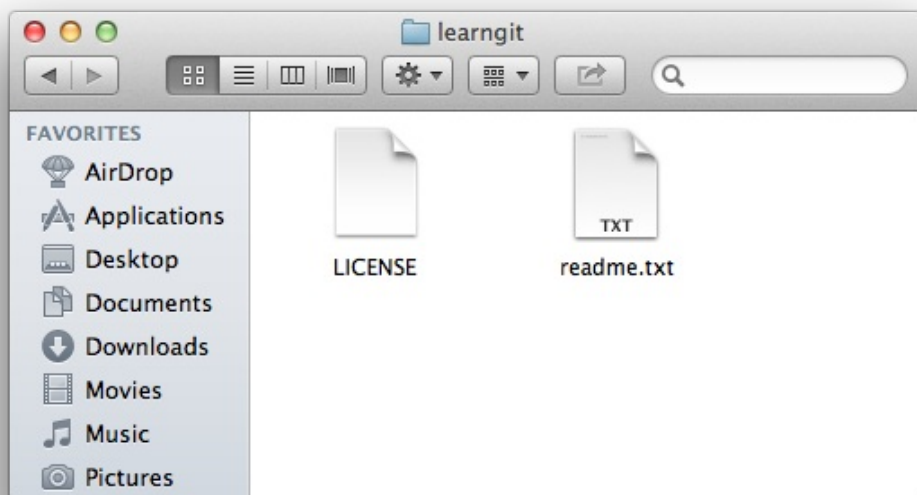 learngit
FAVORITES
AirDrop
Applications
Desktop
Documents
Downloads
Movies
Music
Pictures
TXT
LICENSE
readme.txt